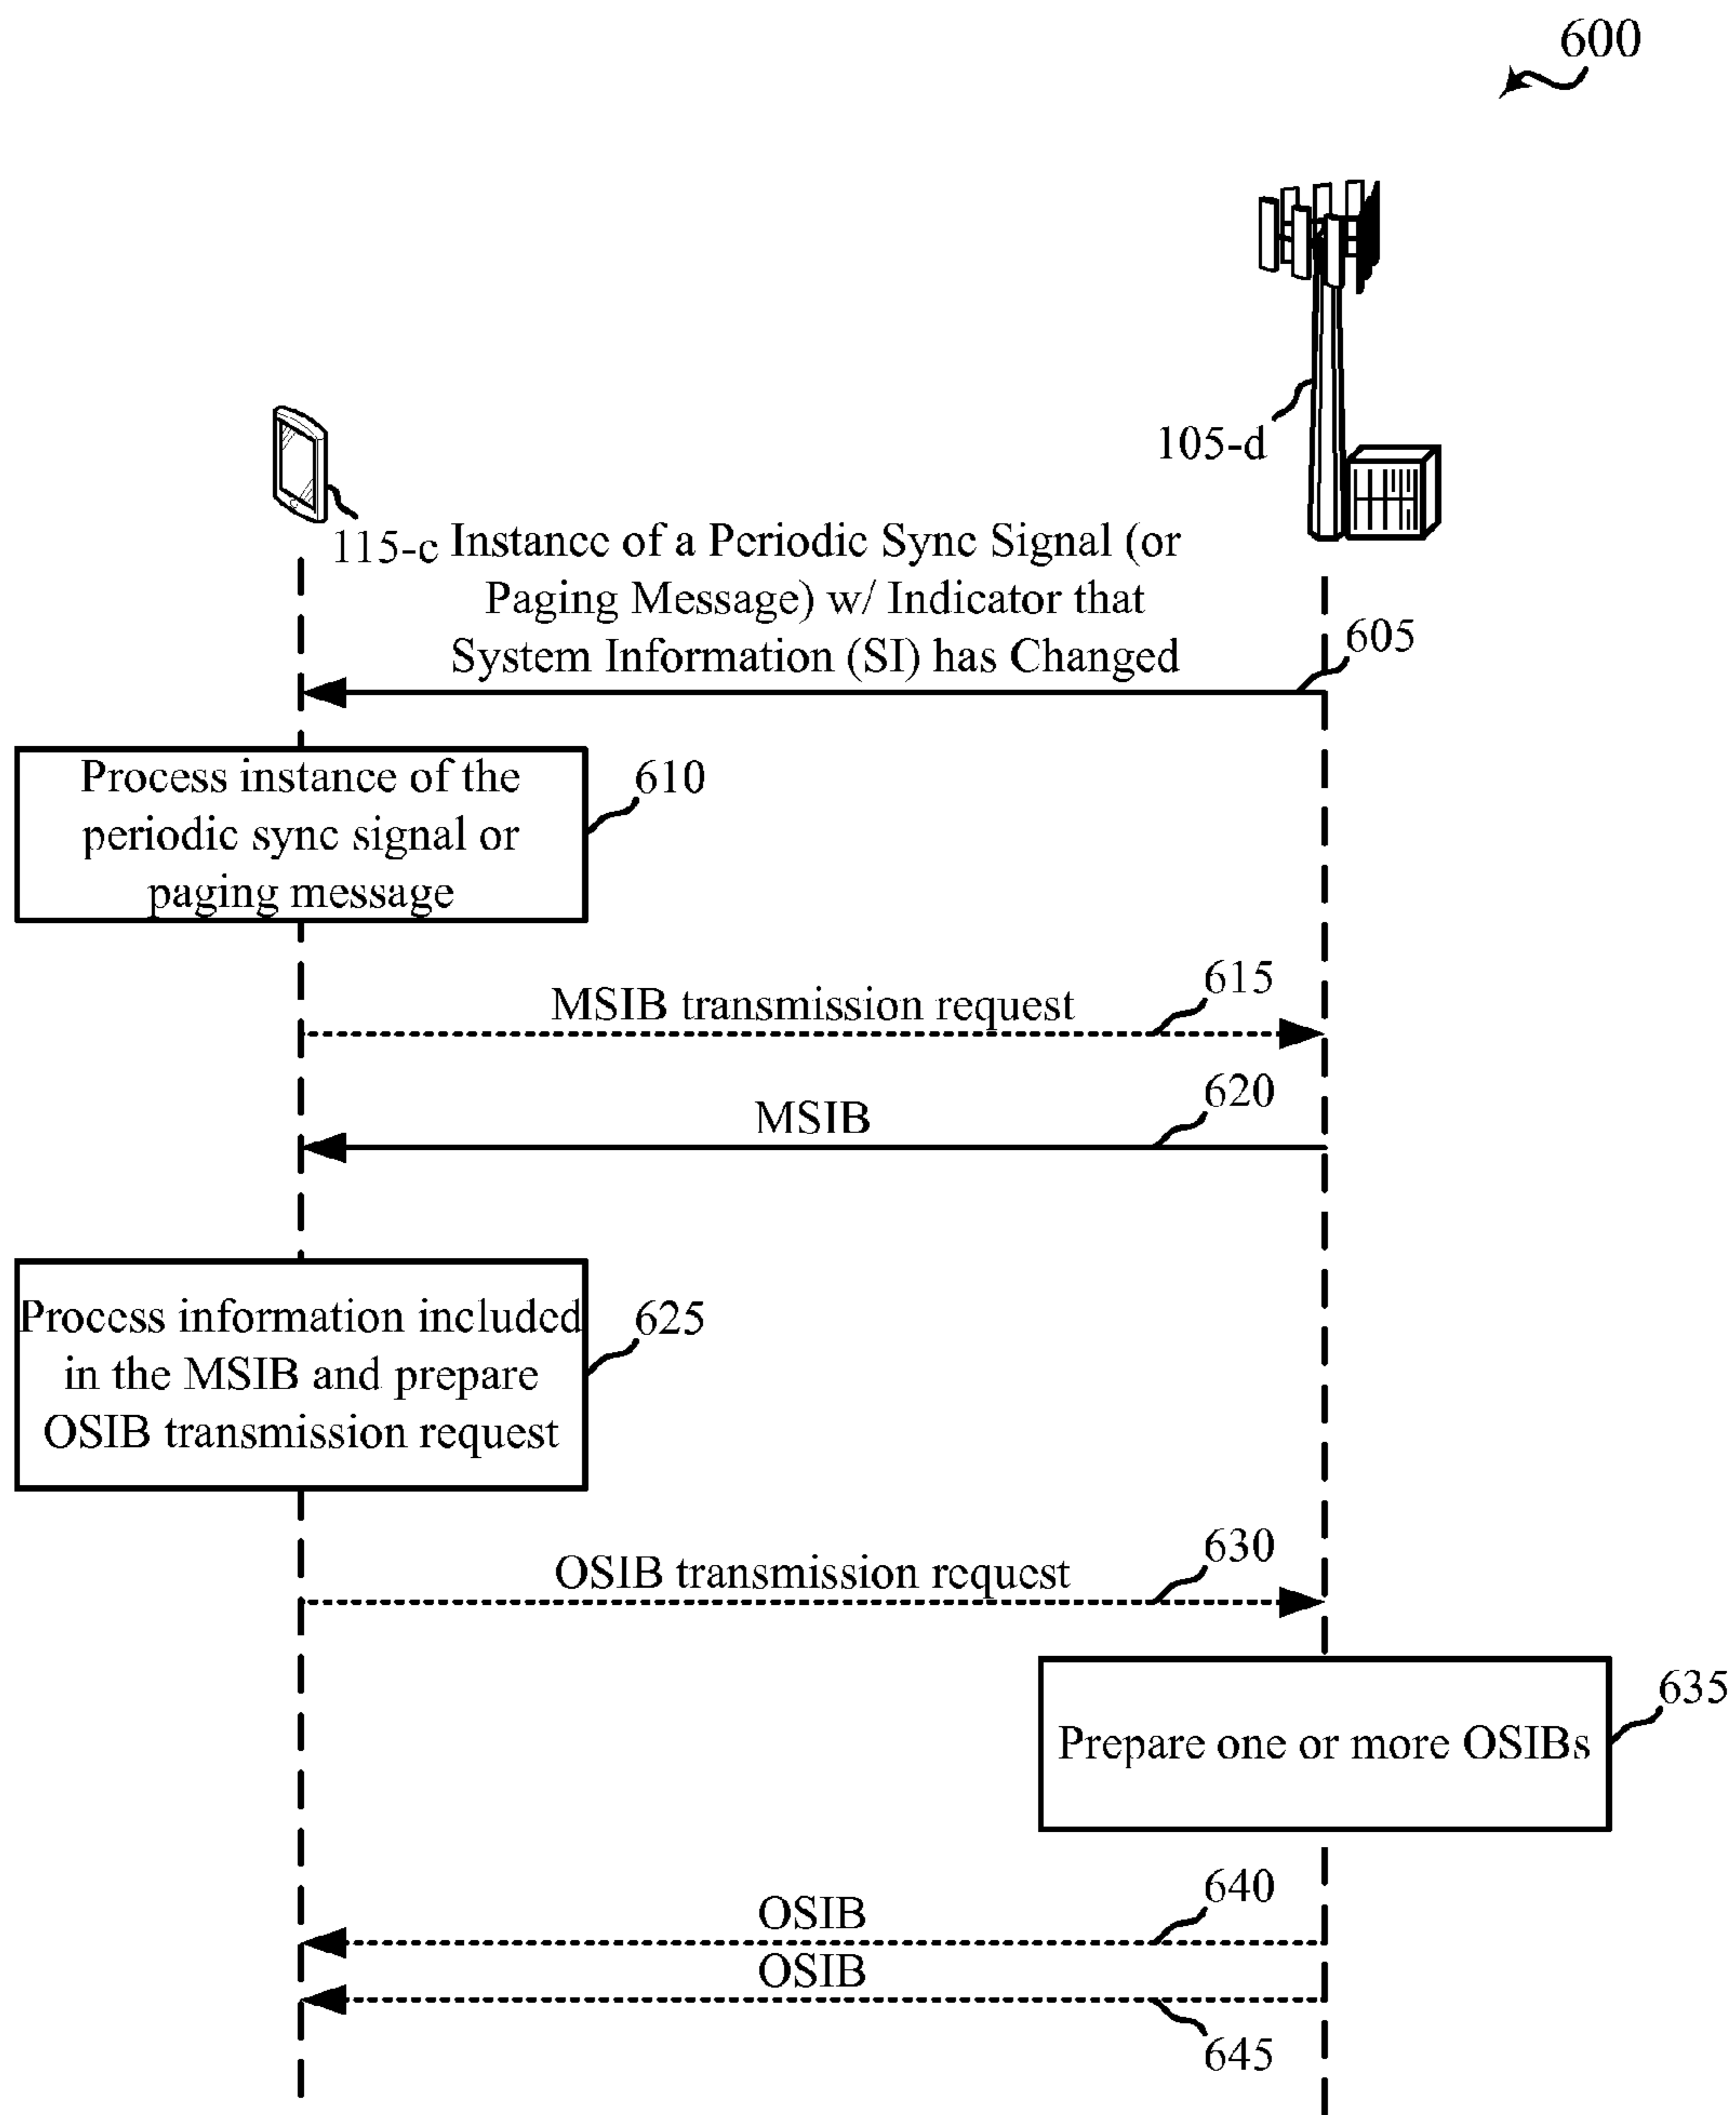 600
105-d
115-c
Instance of a Periodic Sync Signal (or
Paging Message) w/ Indicator that
System Information (SI) has Changed
605
Process instance of the
periodic sync signal or
paging message
610
615
MSIB transmission request
620
MSIB
Process information included
in the MSIB and prepare
OSIB transmission request
625
630
OSIB transmission request
635
Prepare one or more OSIBs
640
OSIB
OSIB
645